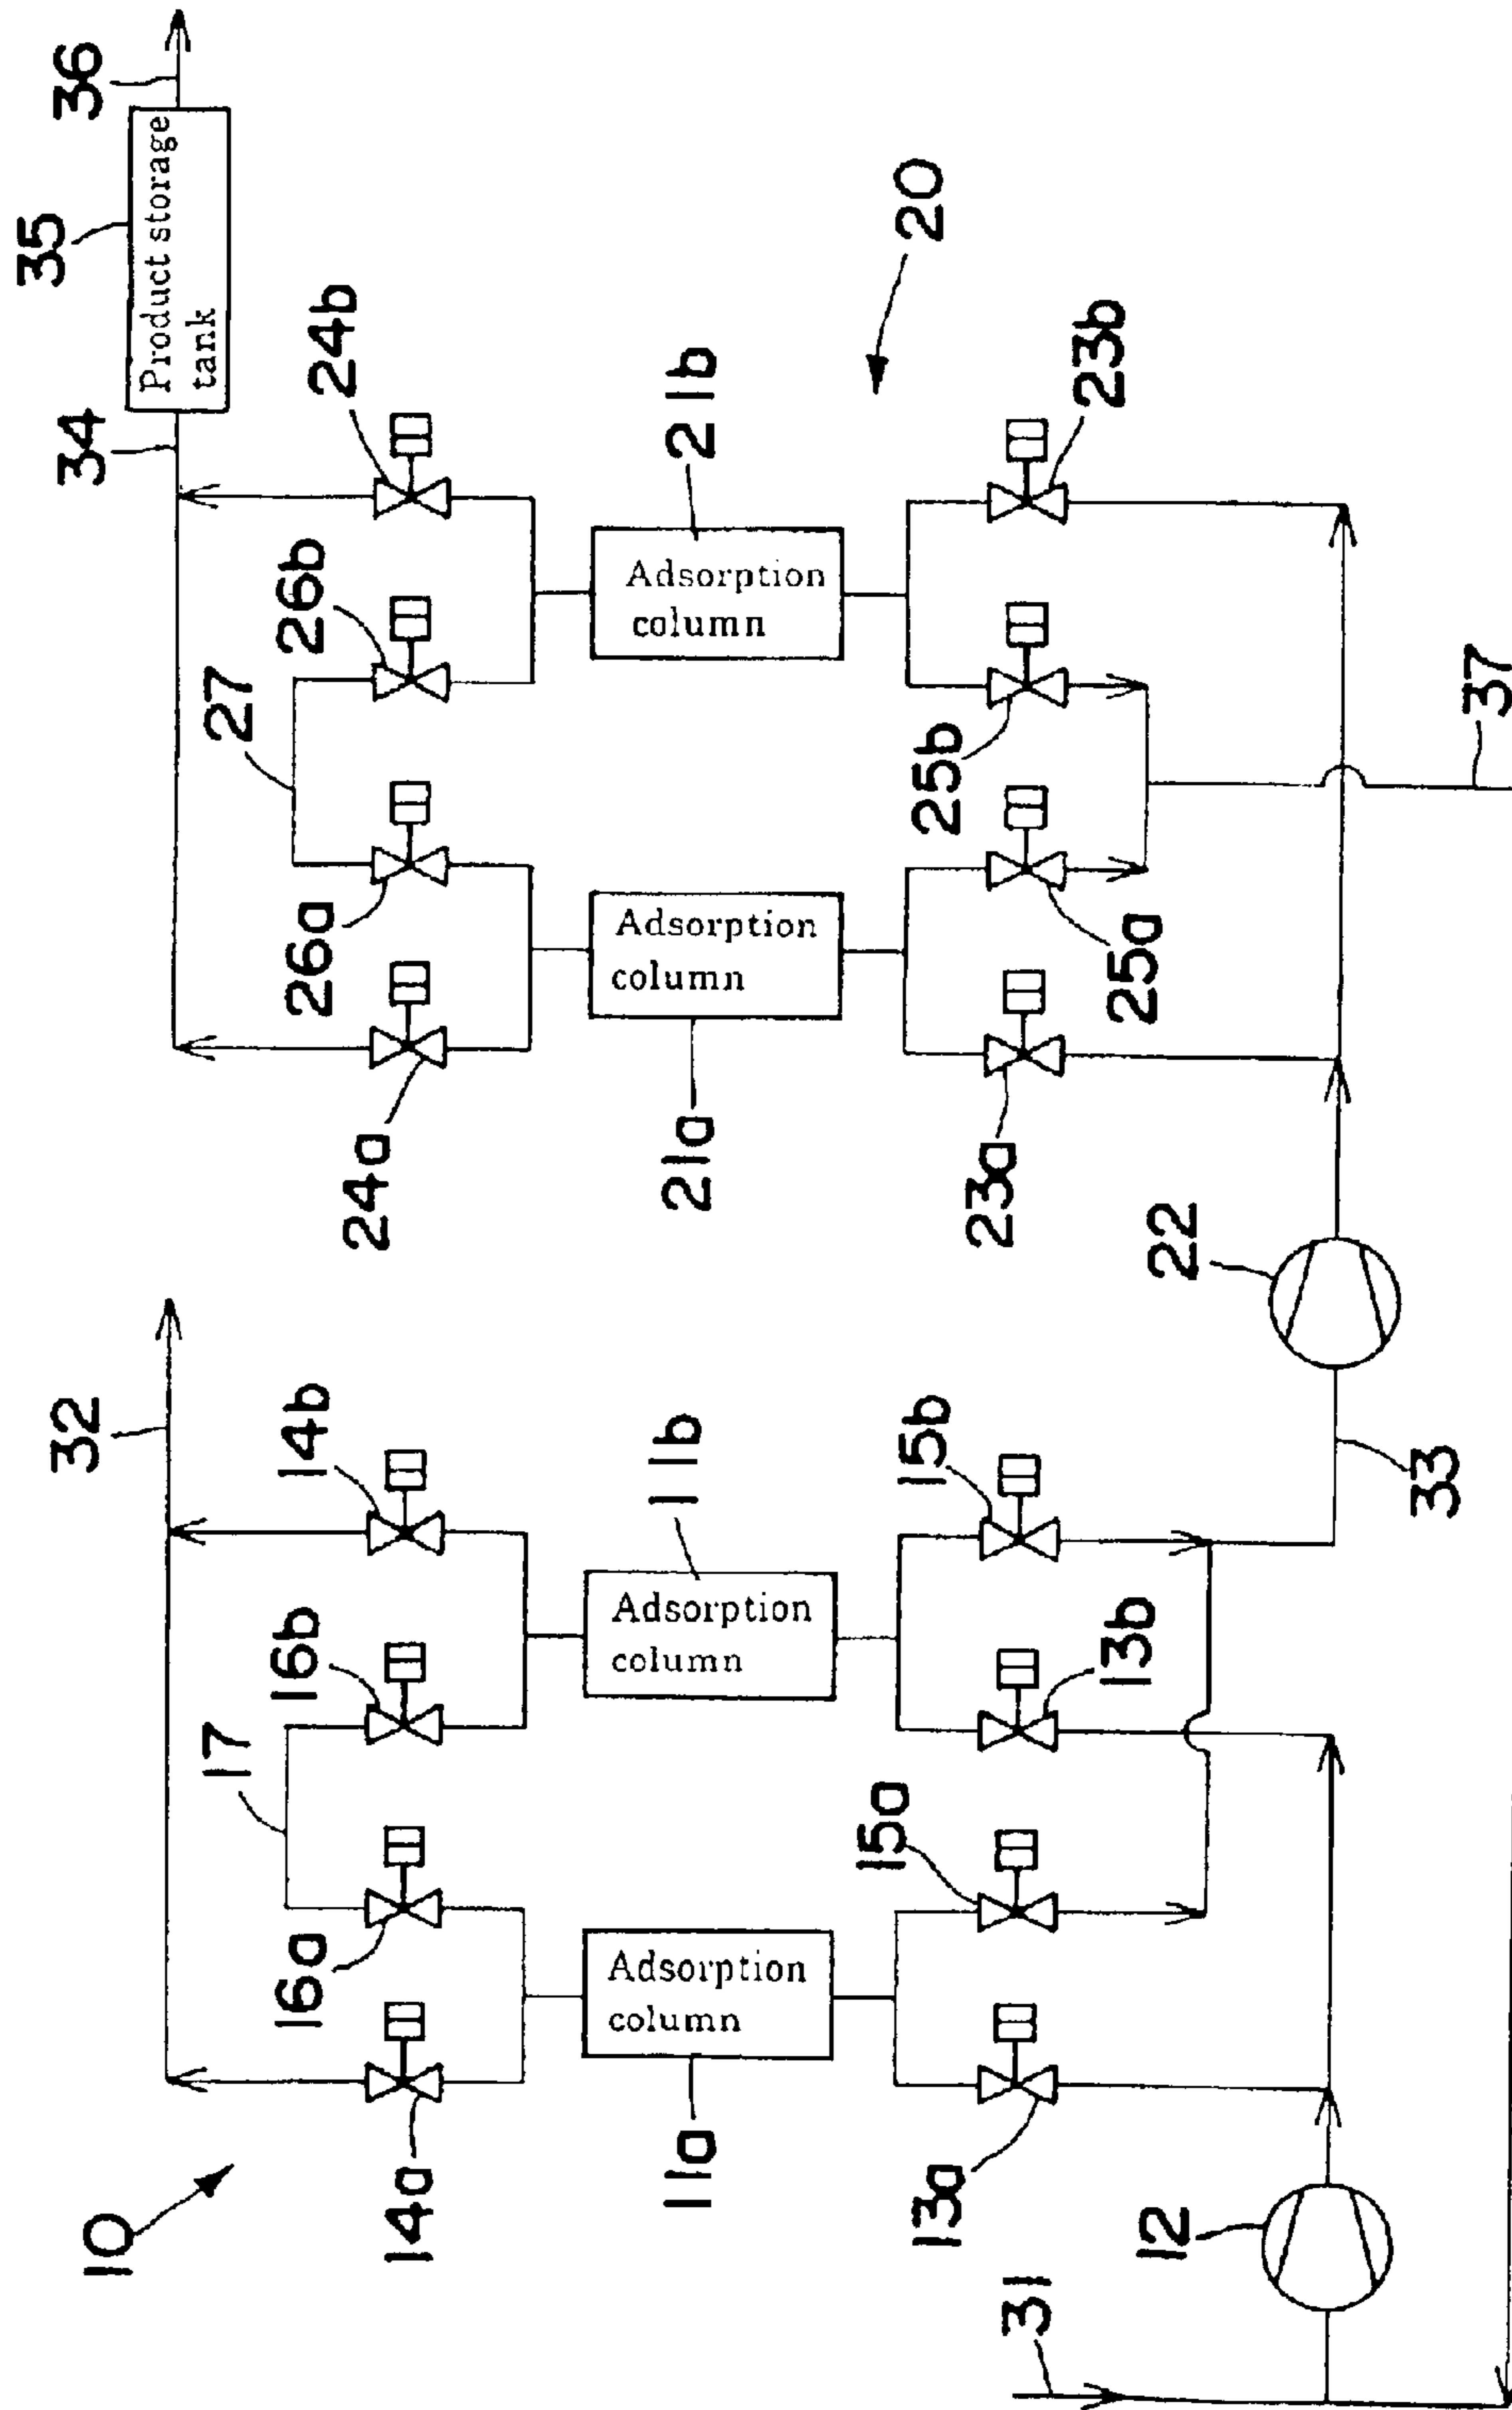 36
35
Product storage
tank
34
24b
26b
27
26a
24a
21b
Adsorption
column
20
23b
25b
37
Adsorption
column
21a
25a
23a
22
32
14b
16b
17
16a
14a
11b
Adsorption
column
15b
13b
33
15a
Adsorption
column
11a
13a
10
12
31